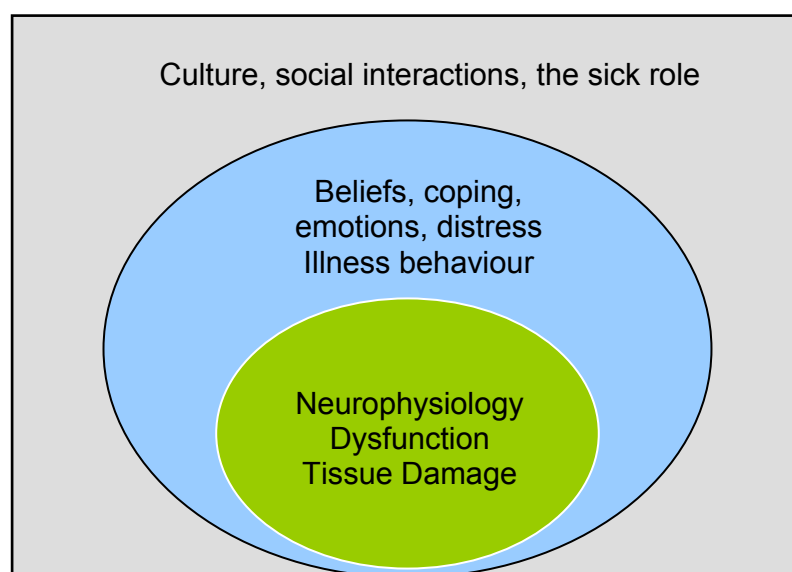 Culture, social interactions, the sick role
Beliefs, coping,
emotions, distress
Illness behaviour
Neurophysiology
Dysfunction
Tissue Damage